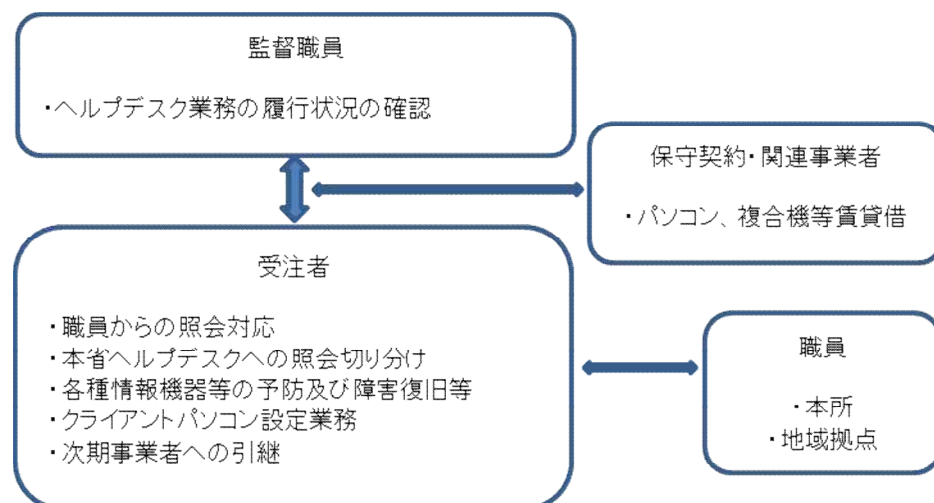 監督職員
・ヘルプデスク業務の履行状況の確認
保守契約・関連事業者
・パソコン、複合機等賃貸借
受注者
・職員からの照会対応
・本省ヘルプデスクへの照会切り分け
・各種情報機器等の予防及び障害復旧等
・クライアントパソコン設定業務
・次期事業者への引継
職員
・本所
・地域拠点